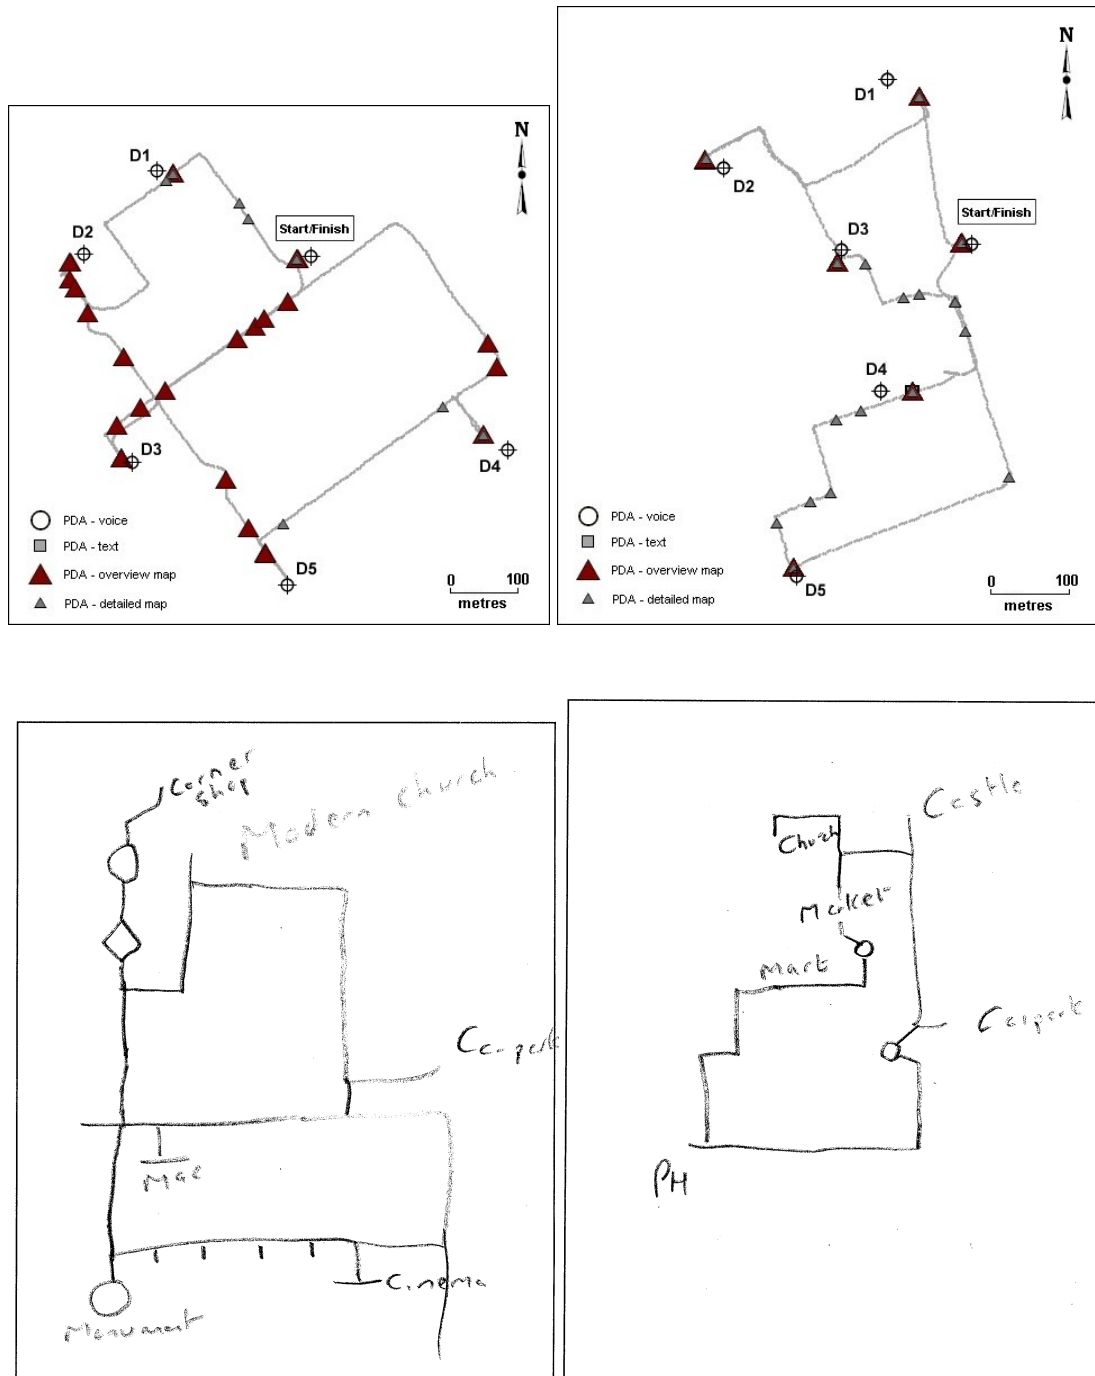 N
D1
D2
Start/Finish
D3
D4
D5
PDA - voice
PDA - text
PDA - overview map
PDA - detailed map
0 100
metres
N
D1
D2
D3
Start/Finish
D4
D5
PDA - voice
PDA - text
PDA - overview map
PDA - detailed map
0 100
metres
Corner
Shop
Modern Church
Carpark
Mac
Cinema
Monument
Castle
Church
Market
Mart
Carpark
PH